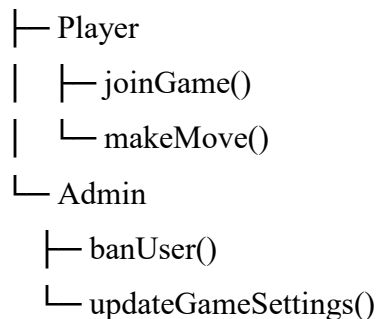 ├─ Player
│ ├─ joinGame()
│ └─ makeMove()
└─ Admin
├─ banUser()
└─ updateGameSettings()